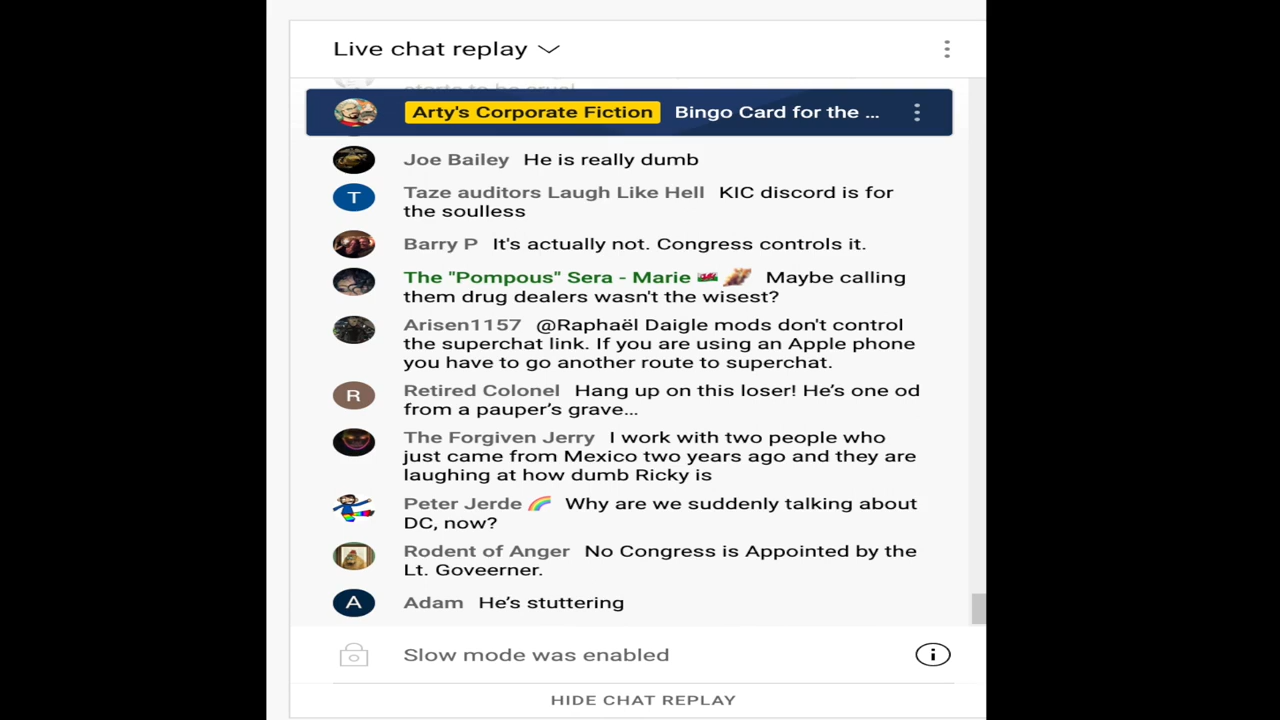 Live chat replay
starts to be cruel
Arty's Corporate Fiction Bingo Card for the ...
Joe Bailey He is really dumb
T Taze auditors Laugh Like Hell KIC discord is for
the soulless
Barry P It's actually not. Congress controls it.
The "Pompous" Sera - Marie 🏴󠁧󠁢󠁷󠁬󠁳󠁿 Maybe calling
them drug dealers wasn't the wisest?
Arisen1157 @Raphaël Daigle mods don't control
the superchat link. If you are using an Apple phone
you have to go another route to superchat.
R Retired Colonel Hang up on this loser! He’s one od
from a pauper’s grave...
The Forgiven Jerry I work with two people who
just came from Mexico two years ago and they are
laughing at how dumb Ricky is
Peter Jerde 🌈 Why are we suddenly talking about
DC, now?
Rodent of Anger No Congress is Appointed by the
Lt. Goveerner.
A Adam He’s stuttering
Slow mode was enabled
HIDE CHAT REPLAY